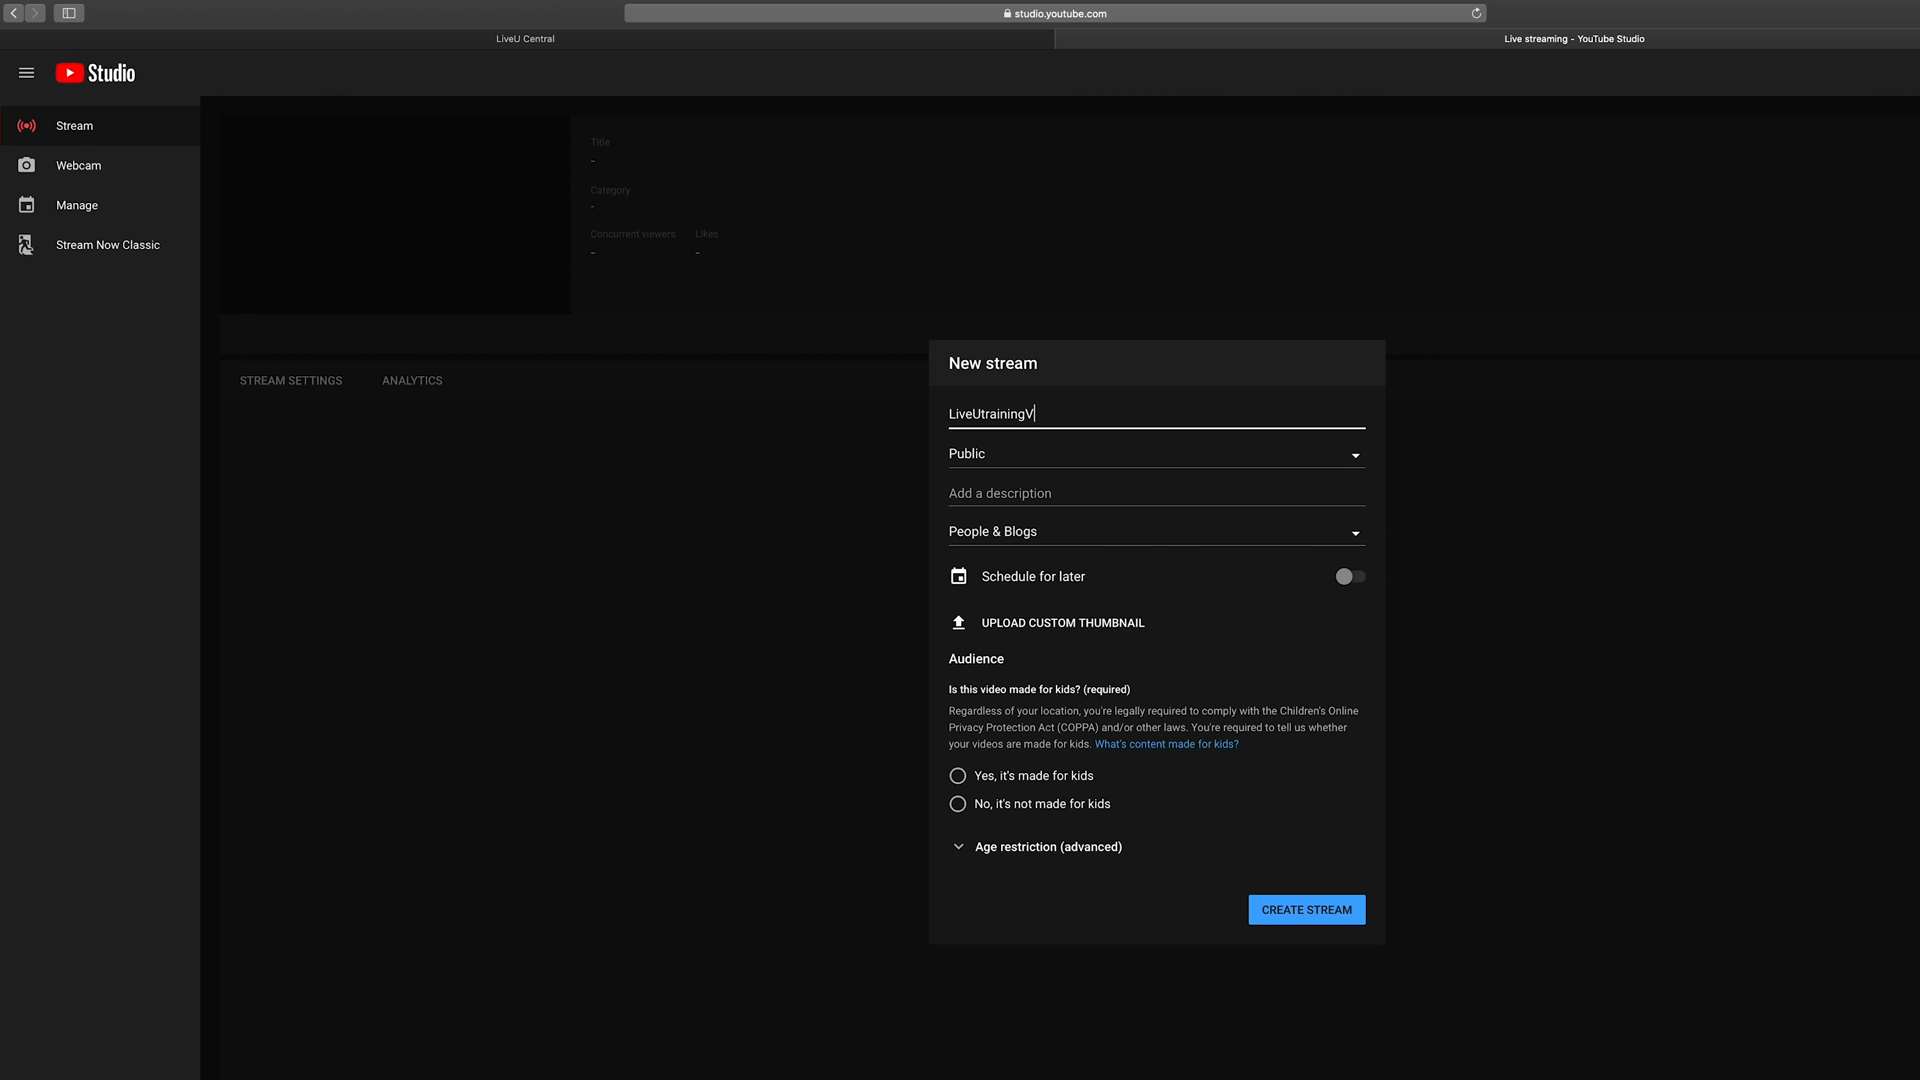 studio.youtube.com
LiveU Central
Live streaming - YouTube Studio
Studio
Stream
Webcam
Manage
Stream Now Classic
Title
-
Category
-
Concurrent viewers Likes
- -
STREAM SETTINGS ANALYTICS
New stream
LiveUtrainingV
Public
Add a description
People & Blogs
Schedule for later
UPLOAD CUSTOM THUMBNAIL
Audience
Is this video made for kids? (required)
Regardless of your location, you're legally required to comply with the Children's Online
Privacy Protection Act (COPPA) and/or other laws. You're required to tell us whether
your videos are made for kids. What's content made for kids?
Yes, it's made for kids
No, it's not made for kids
Age restriction (advanced)
CREATE STREAM